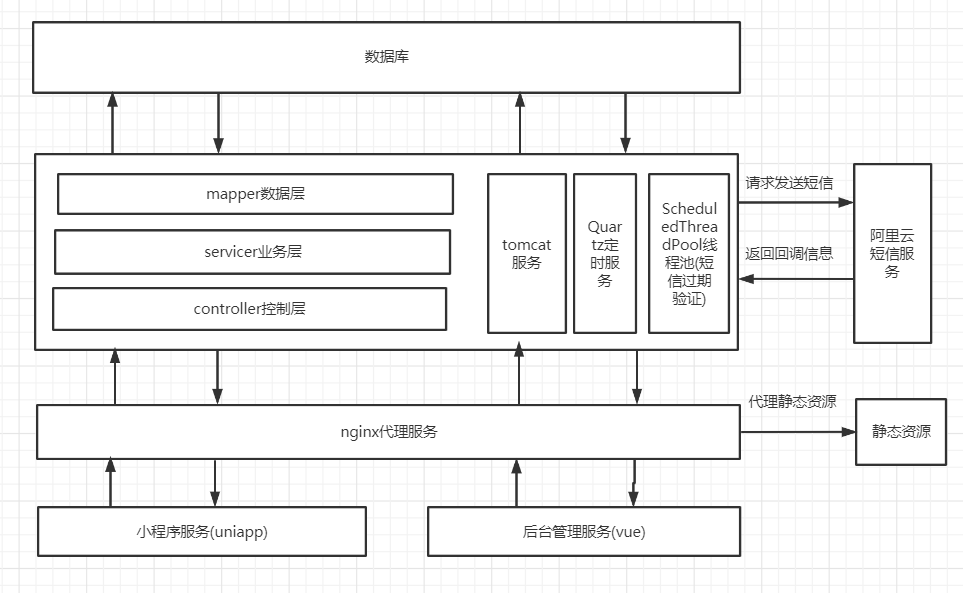 数据库
mapper数据层
servicer业务层
controller控制层
tomcat
服务
Quar
tz定
时服
务
Schedul
edThrea
dPool线
程池(短
信过期
验证)
请求发送短信
返回回调信息
阿里云
短信服
务
nginx代理服务
代理静态资源
静态资源
小程序服务(uniapp)
后台管理服务(vue)